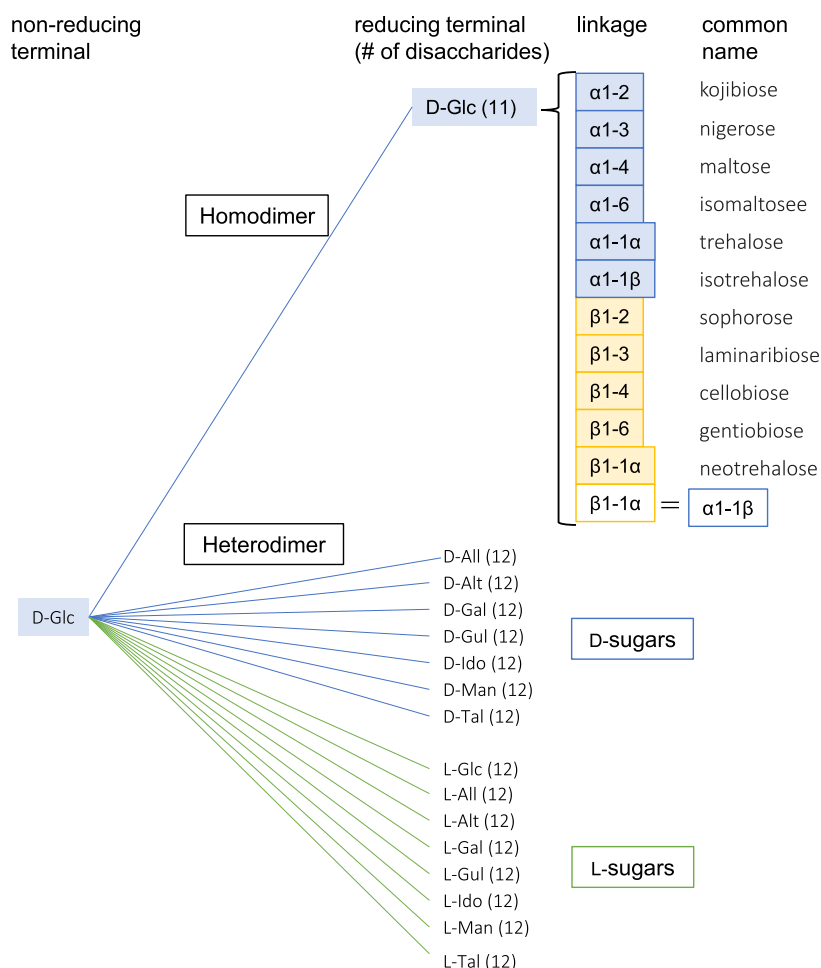 non-reducing
terminal
reducing terminal
(# of disaccharides)
linkage
common
name
D-Glc (11)
α1-2
kojibiose
α1-3
nigerose
α1-4
maltose
α1-6
isomaltosee
α1-1α
trehalose
α1-1β
isotrehalose
β1-2
sophorose
β1-3
laminaribiose
β1-4
cellobiose
β1-6
gentiobiose
β1-1α
neotrehalose
β1-1α = α1-1β
Homodimer
Heterodimer
D-Glc
D-All (12)
D-Alt (12)
D-Gal (12)
D-Gul (12)
D-Ido (12)
D-Man (12)
D-Tal (12)
D-sugars
L-Glc (12)
L-All (12)
L-Alt (12)
L-Gal (12)
L-Gul (12)
L-Ido (12)
L-Man (12)
L-Tal (12)
L-sugars